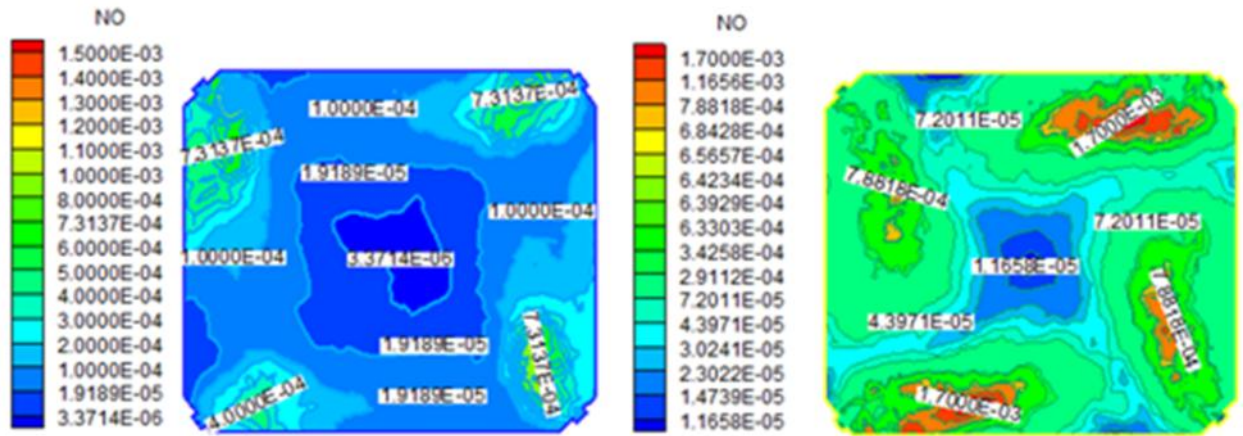 NO
1.5000E-03
1.4000E-03
1.3000E-03
1.2000E-03
1.1000E-03
1.0000E-03
8.0000E-04
7.3137E-04
6.0000E-04
5.0000E-04
4.0000E-04
3.0000E-04
2.0000E-04
1.0000E-04
1.9189E-05
3.3714E-06
1.0000E-04
7.3137E-04
7.3137E-04
1.9189E-05
1.0000E-04
1.0000E-04
3.3714E-06
1.9189E-05
7.3137E-04
4.0000E-04
1.9189E-05
NO
1.7000E-03
1.1656E-03
7.8818E-04
6.8428E-04
6.5657E-04
6.4234E-04
6.3929E-04
6.3303E-04
3.4258E-04
2.9112E-04
7.2011E-05
4.3971E-05
3.0241E-05
2.3022E-05
1.4739E-05
1.1658E-05
7.2011E-05
1.7000E-03
7.8818E-04
7.2011E-05
1.1658E-05
4.3971E-05
7.8818E-04
1.7000E-03